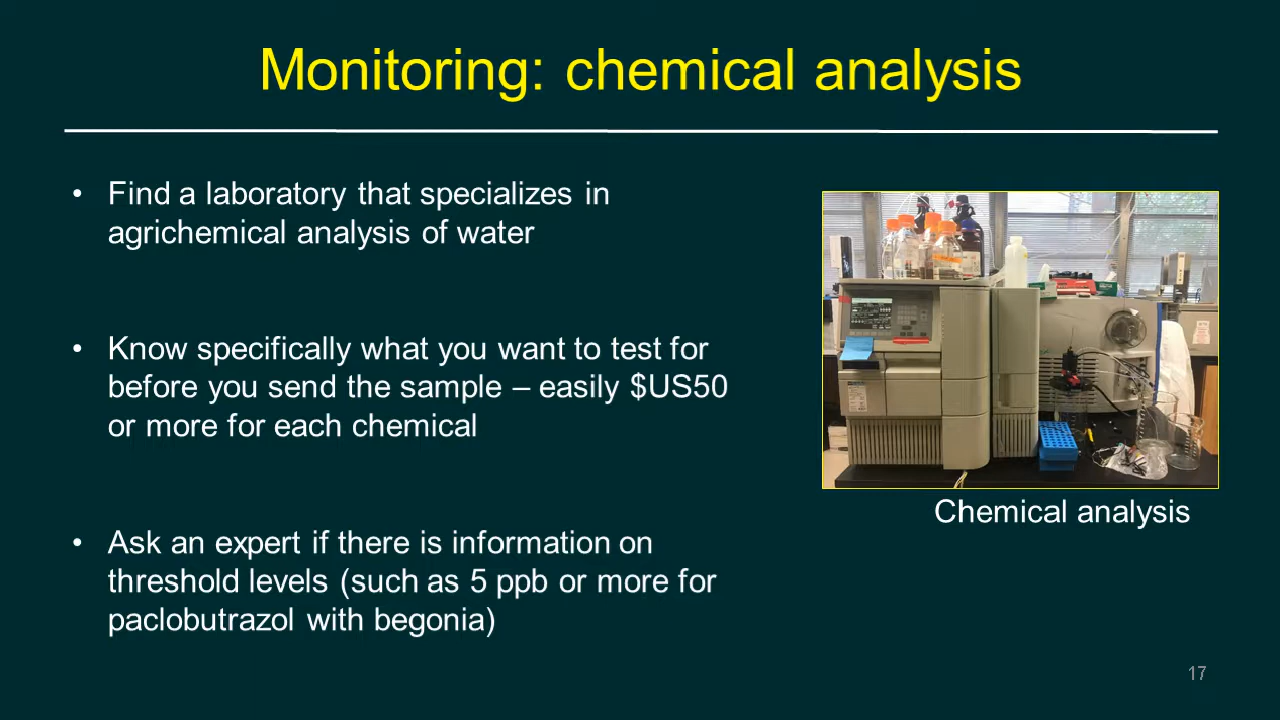 Monitoring: chemical analysis
• Find a laboratory that specializes in
agrichemical analysis of water
• Know specifically what you want to test for
before you send the sample – easily $US50
or more for each chemical
• Ask an expert if there is information on
threshold levels (such as 5 ppb or more for
paclobutrazol with begonia)
Chemical analysis
17